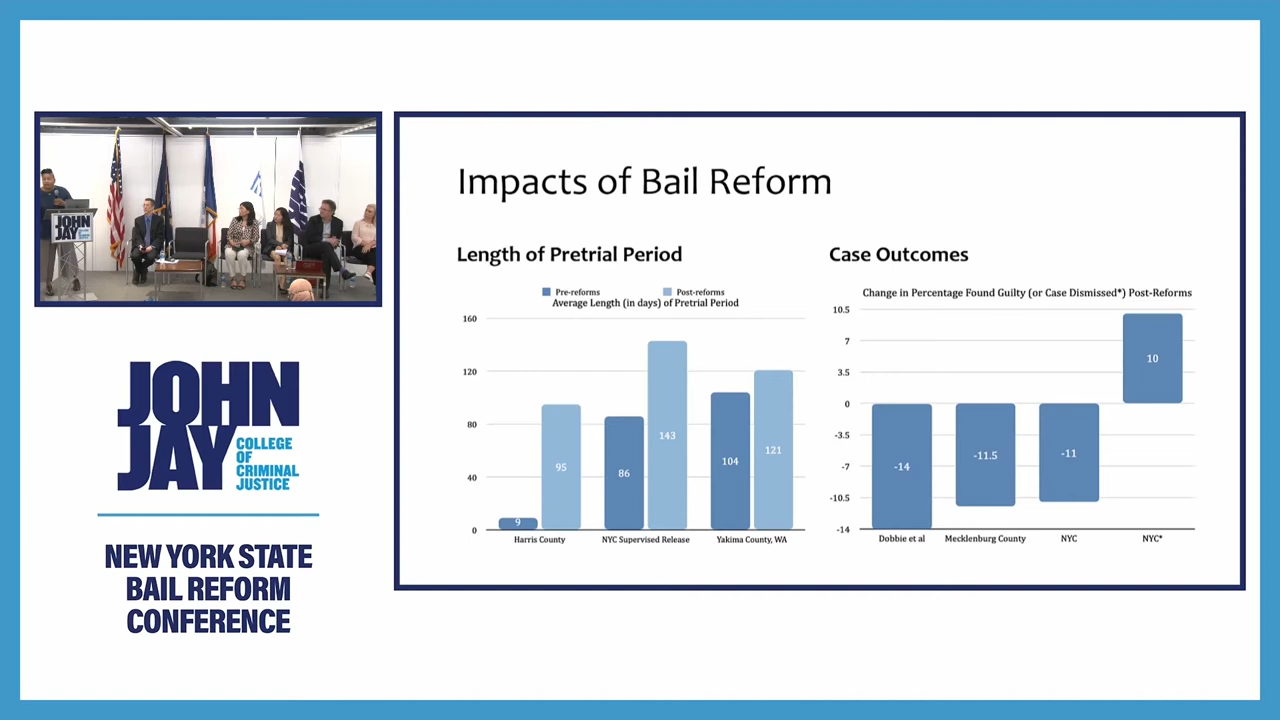 JOHN
JAY
JOHN
JAY
COLLEGE
OF
CRIMINAL
JUSTICE
NEW YORK STATE
BAIL REFORM
CONFERENCE
Impacts of Bail Reform
Length of Pretrial Period
Pre-reforms Post-reforms
Average Length (in days) of Pretrial Period
160
120
80
40
0
9
95
86
143
104
121
Harris County NYC Supervised Release Yakima County, WA
Case Outcomes
Change in Percentage Found Guilty (or Case Dismissed*) Post-Reforms
10.5
7
3.5
0
-3.5
-7
-10.5
-14
-14
-11.5
-11
10
Dobbie et al Mecklenburg County NYC NYC*